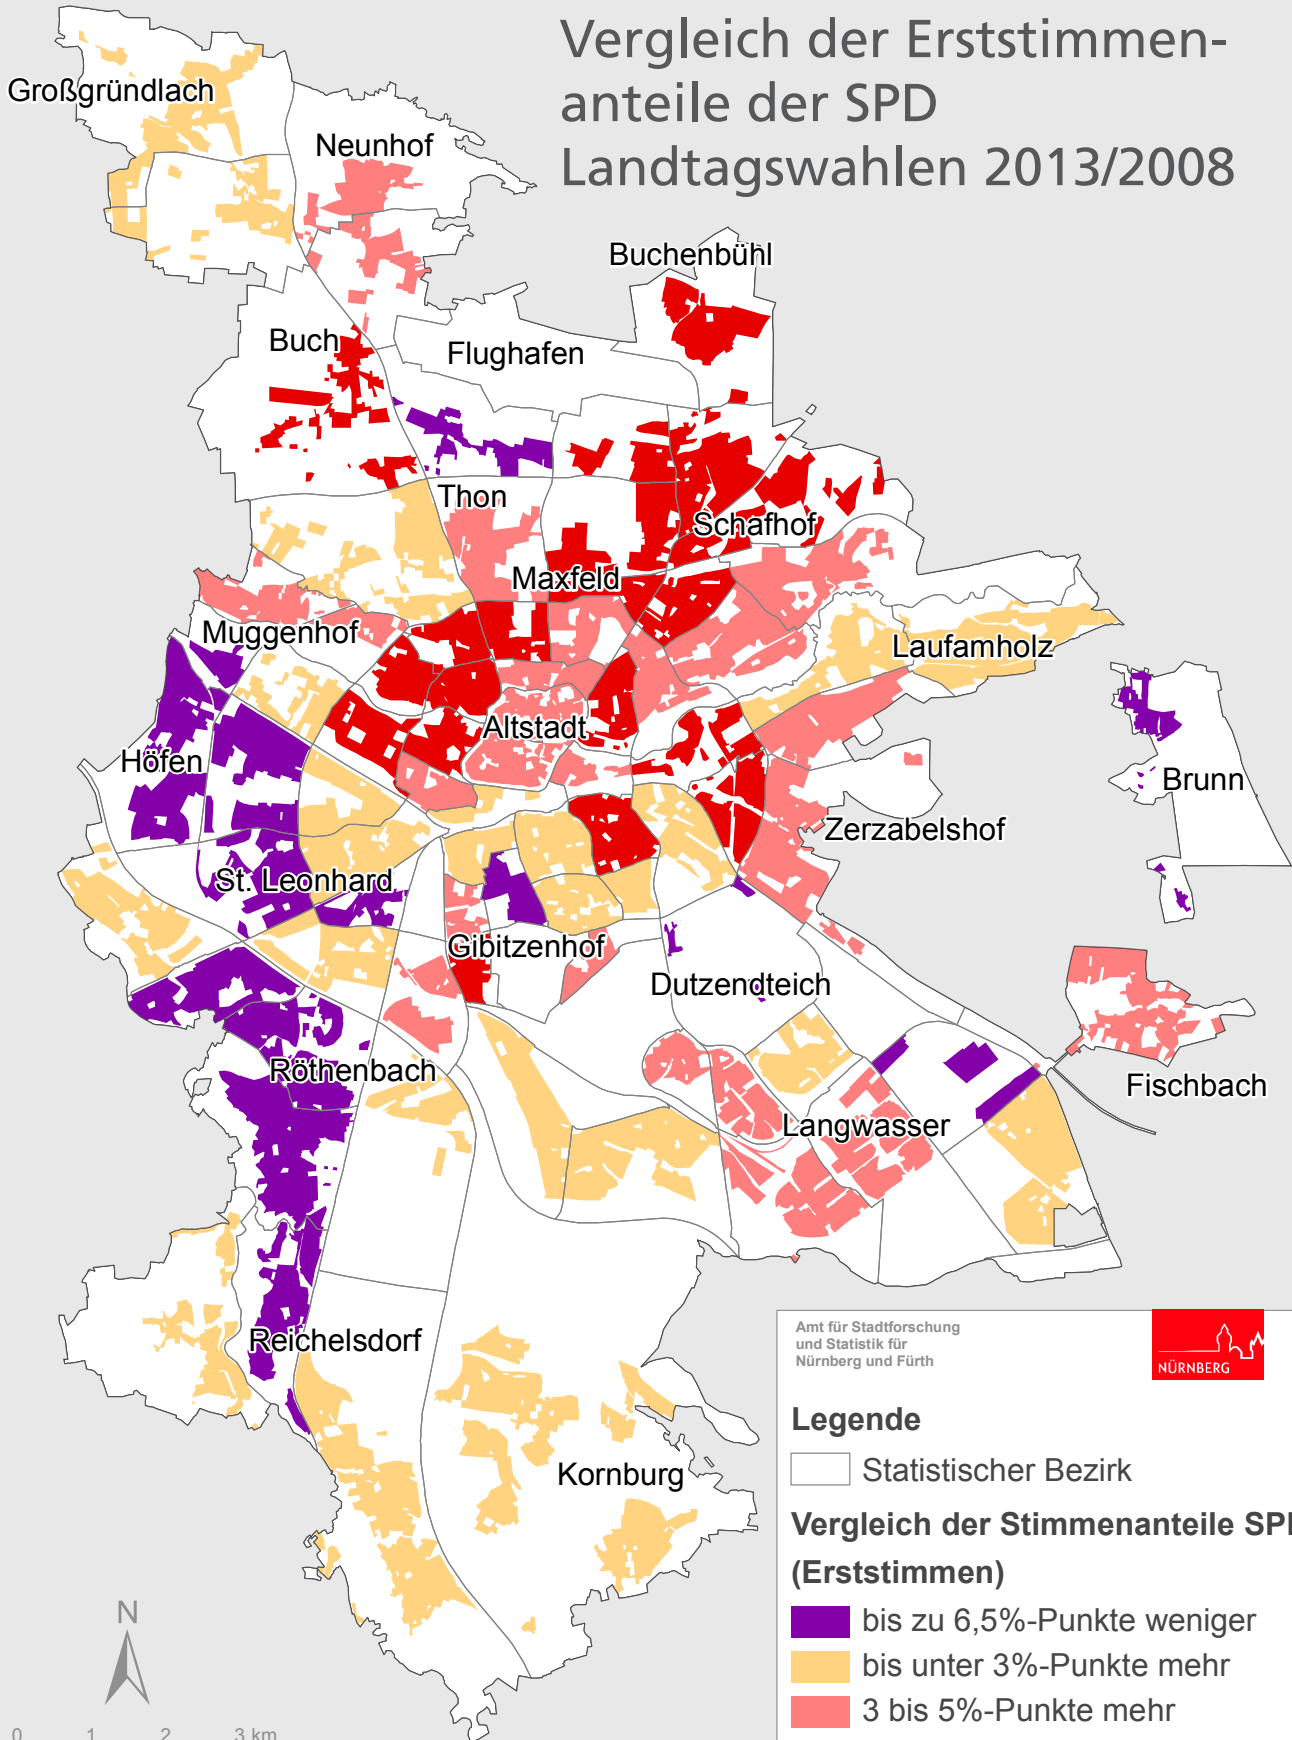 Vergleich der Erststimmen-
anteile der SPD
Landtagswahlen 2013/2008
Großgründlach
Neunhof
Buchenbühl
Buch
Flughafen
Thon
Schafhof
Maxfeld
Muggenhof
Laufamholz
Altstadt
Höfen
Brunn
Zerzabelshof
St. Leonhard
Gibitzenhof
Dutzendteich
Röthenbach
Fischbach
Langwasser
Reichelsdorf
Kornburg
Amt für Stadtforschung
und Statistik für
Nürnberg und Fürth
NÜRNBERG
Legende
Statistischer Bezirk
Vergleich der Stimmenanteile SP
(Erststimmen)
bis zu 6,5%-Punkte weniger
bis unter 3%-Punkte mehr
3 bis 5%-Punkte mehr
N
0 1 2 3 km